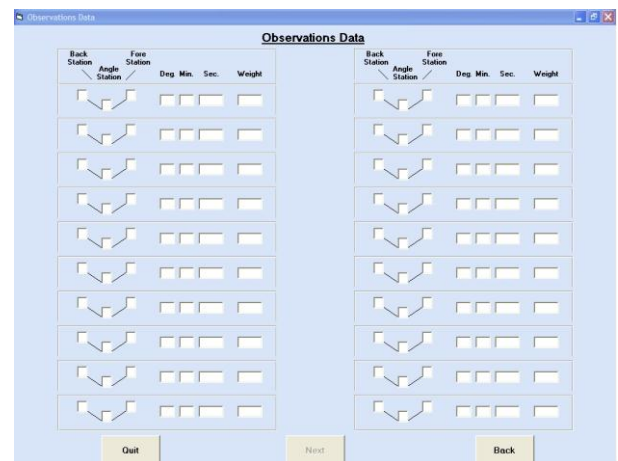 Observations Data
Observations Data
Back Station
Angle Station
Fore Station
Deg. Min. Sec. Weight
Back Station
Angle Station
Fore Station
Deg. Min. Sec. Weight
Quit Next Back